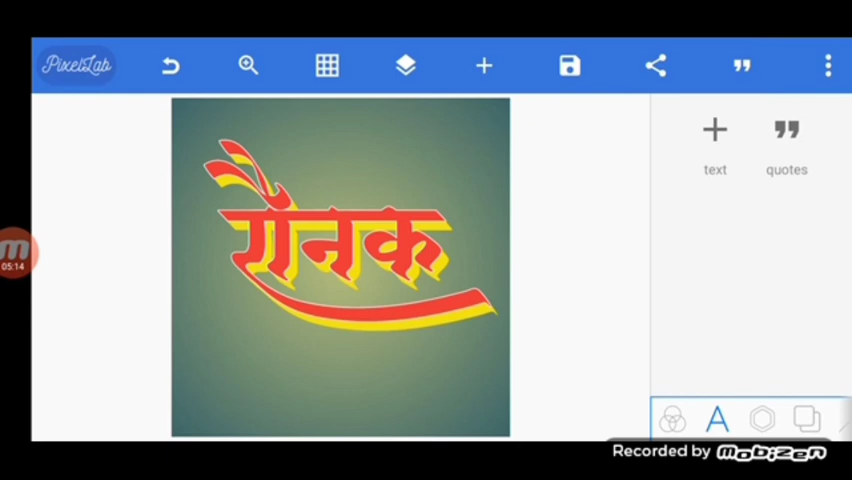 PixelLab
text quotes
रौनक
05:14
Recorded by mobizen